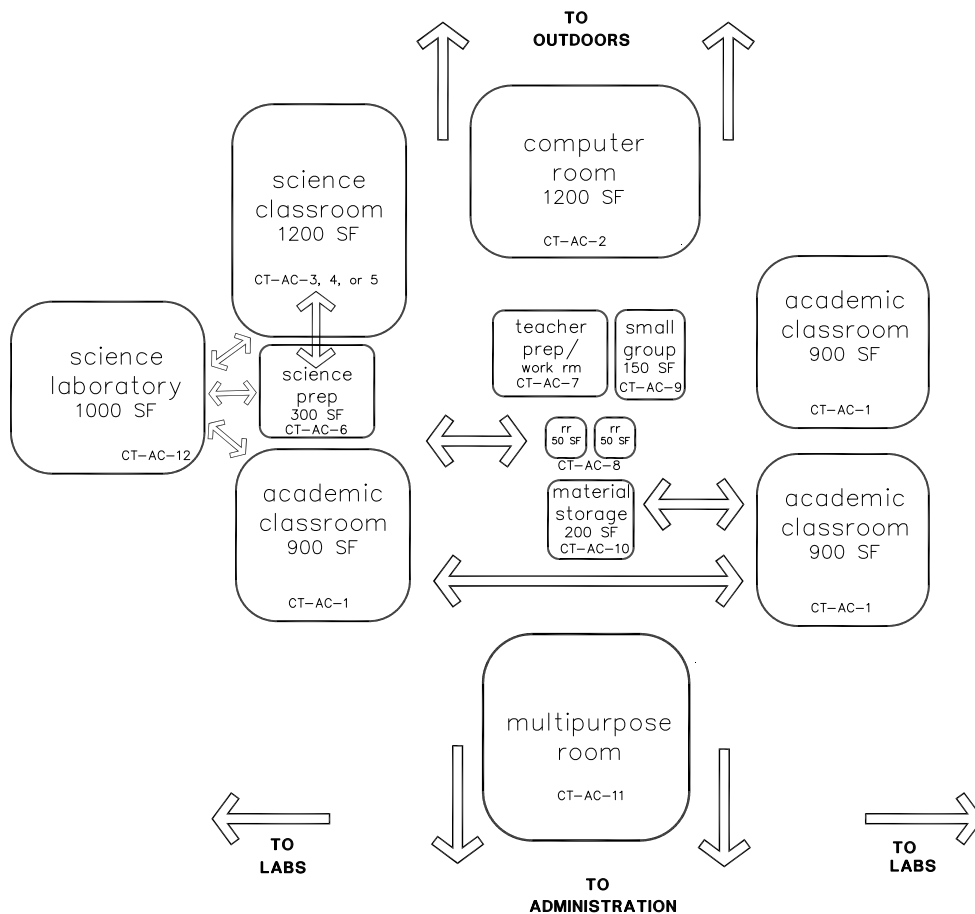 TO
OUTDOORS
computer
room
1200 SF
CT-AC-2
science
classroom
1200 SF
CT-AC-3, 4, or 5
science
laboratory
1000 SF
CT-AC-12
science
prep
300 SF
CT-AC-6
teacher
prep/
work rm
CT-AC-7
small
group
150 SF
CT-AC-9
academic
classroom
900 SF
CT-AC-1
rr
50 SF
rr
50 SF
CT-AC-8
academic
classroom
900 SF
CT-AC-1
material
storage
200 SF
CT-AC-10
academic
classroom
900 SF
CT-AC-1
multipurpose
room
CT-AC-11
TO
LABS
TO
LABS
TO
ADMINISTRATION